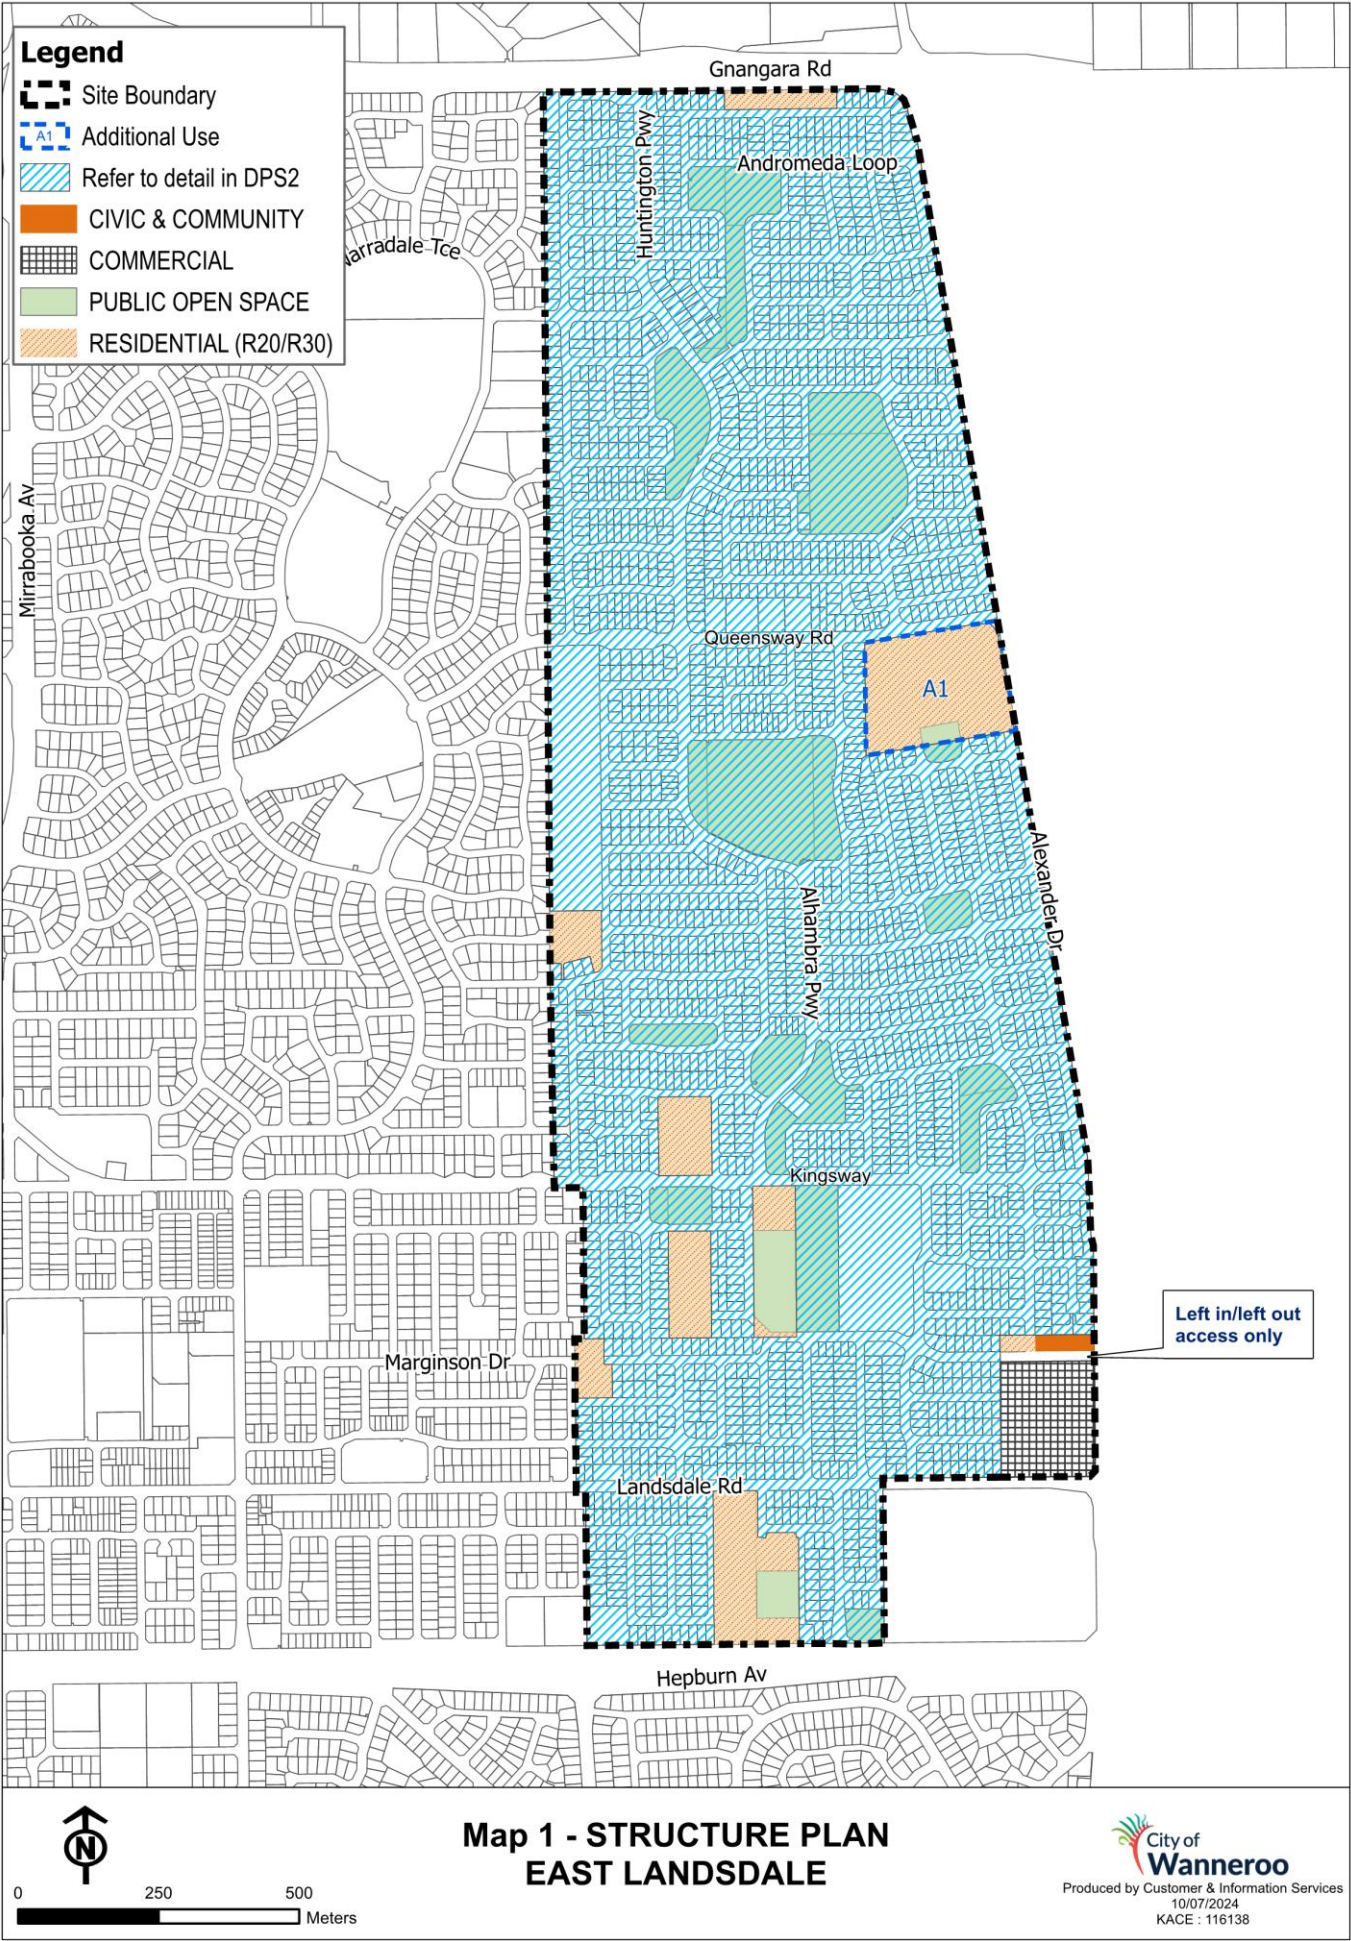 Legend
Site Boundary
A1
Additional Use
Refer to detail in DPS2
CIVIC & COMMUNITY
COMMERCIAL
PUBLIC OPEN SPACE
RESIDENTIAL (R20/R30)
Gnangara Rd
Huntington Pwy
Andromeda Loop
arradale Tce
Mirrabooka Av
Queensway Rd
A1
Alexander Dr
Alhambra Pwy
Kingsway
Left in/left out
access only
Marginson Dr
Landsdale Rd
Hepburn Av
N
0 250 500
Meters
Map 1 - STRUCTURE PLAN
EAST LANDSDALE
City of
Wanneroo
Produced by Customer & Information Services
10/07/2024
KACE : 116138